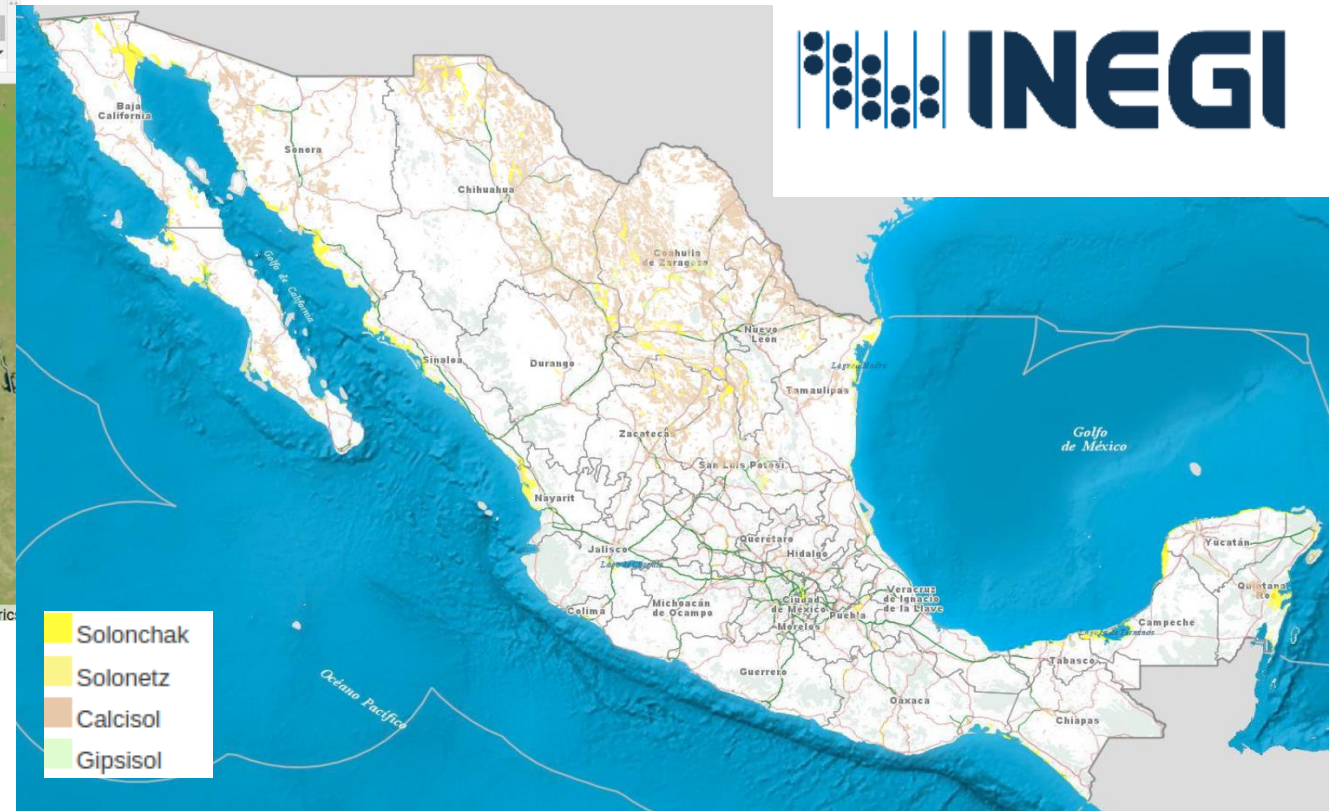 INEGI
Baja
California
Sonora
Chihuahua
Coahuila
de Zaragoza
Golfo de California
Nuevo
León
Sinaloa
Durango
Laguna Madre
Tamaulipas
Golfo
de México
Zacatecas
San Luis Potosí
Nayarit
Yucatán
Querétaro
Jalisco
Hidalgo
Quintana
Roo
Ciudad
de México
Veracruz
de Ignacio
de la Llave
Colima
Michoacán
de Ocampo
Puebla
Morelos
Campeche
Tabasco
Guerrero
Oaxaca
Chiapas
Océano Pacífico
Solonchak
Solonetz
Calcisol
Gipsisol